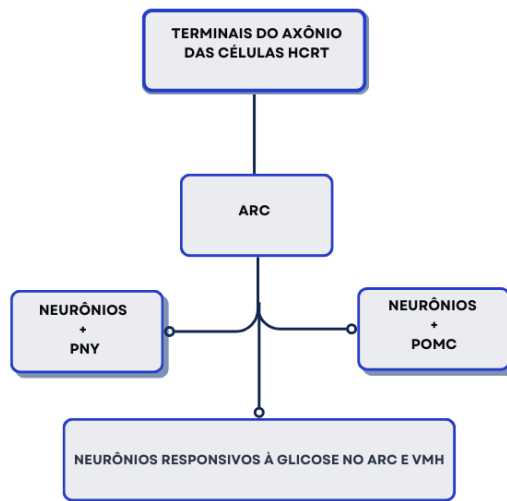 TERMINAIS DO AXÔNIO
DAS CÉLULAS HCRT
ARC
NEURÔNIOS
+
PNY
NEURÔNIOS
+
POMC
NEURÔNIOS RESPONSIVOS À GLICOSE NO ARC E VMH